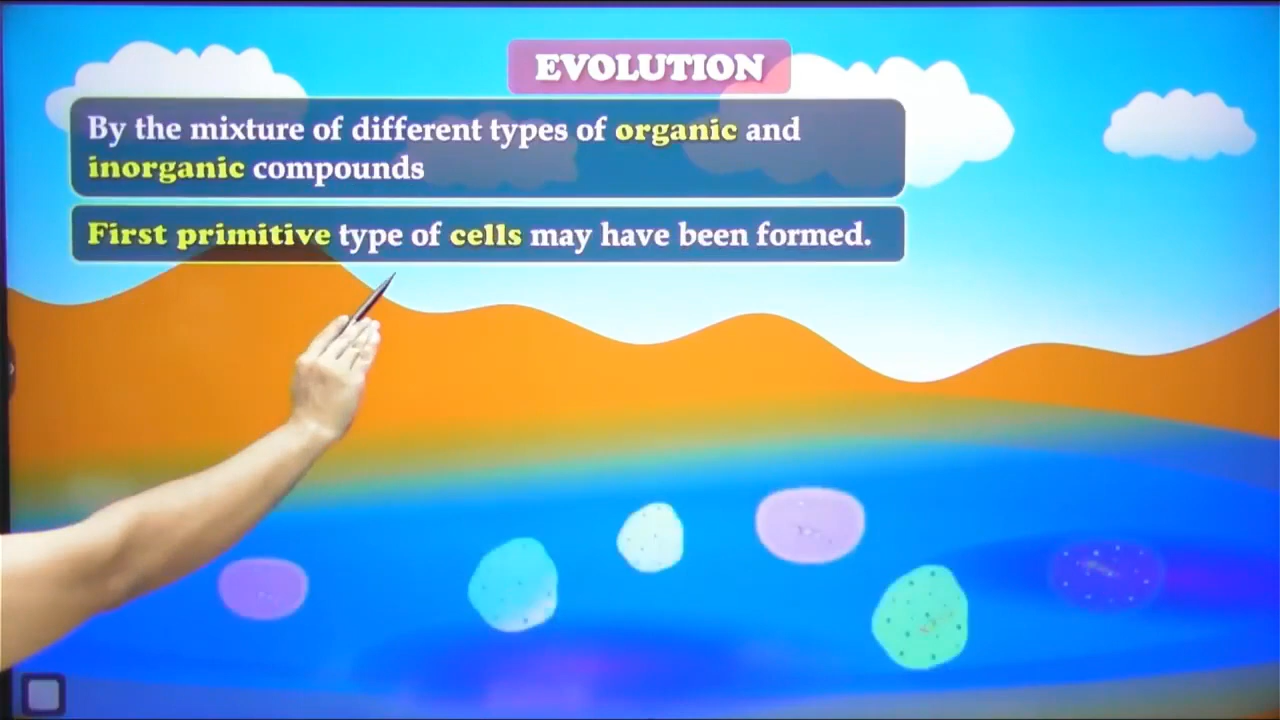 EVOLUTION
By the mixture of different types of organic and
inorganic compounds
First primitive type of cells may have been formed.